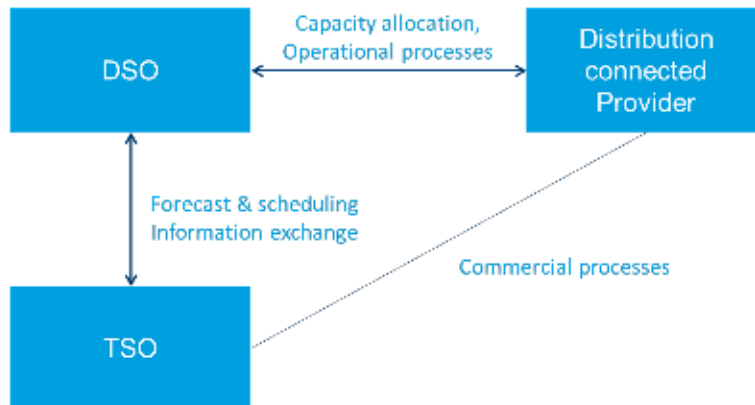 Capacity allocation,
Operational processes
DSO
Distribution
connected
Provider
Forecast & scheduling
Information exchange
Commercial processes
TSO